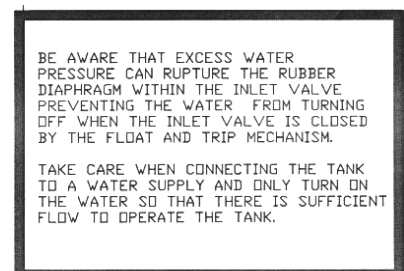 BE AWARE THAT EXCESS WATER
PRESSURE CAN RUPTURE THE RUBBER
DIAPHRAGM WITHIN THE INLET VALVE
PREVENTING THE WATER FROM TURNING
OFF WHEN THE INLET VALVE IS CLOSED
BY THE FLOAT AND TRIP MECHANISM.
TAKE CARE WHEN CONNECTING THE TANK
TO A WATER SUPPLY AND ONLY TURN ON
THE WATER SO THAT THERE IS SUFFICIENT
FLOW TO OPERATE THE TANK.